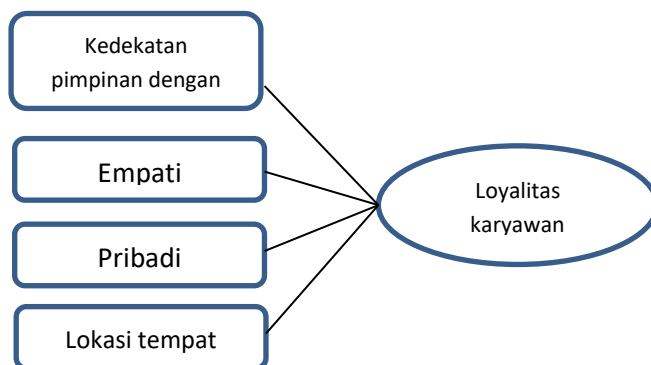 Kedekatan
pimpinan dengan
Empati
Pribadi
Lokasi tempat
Loyalitas
karyawan